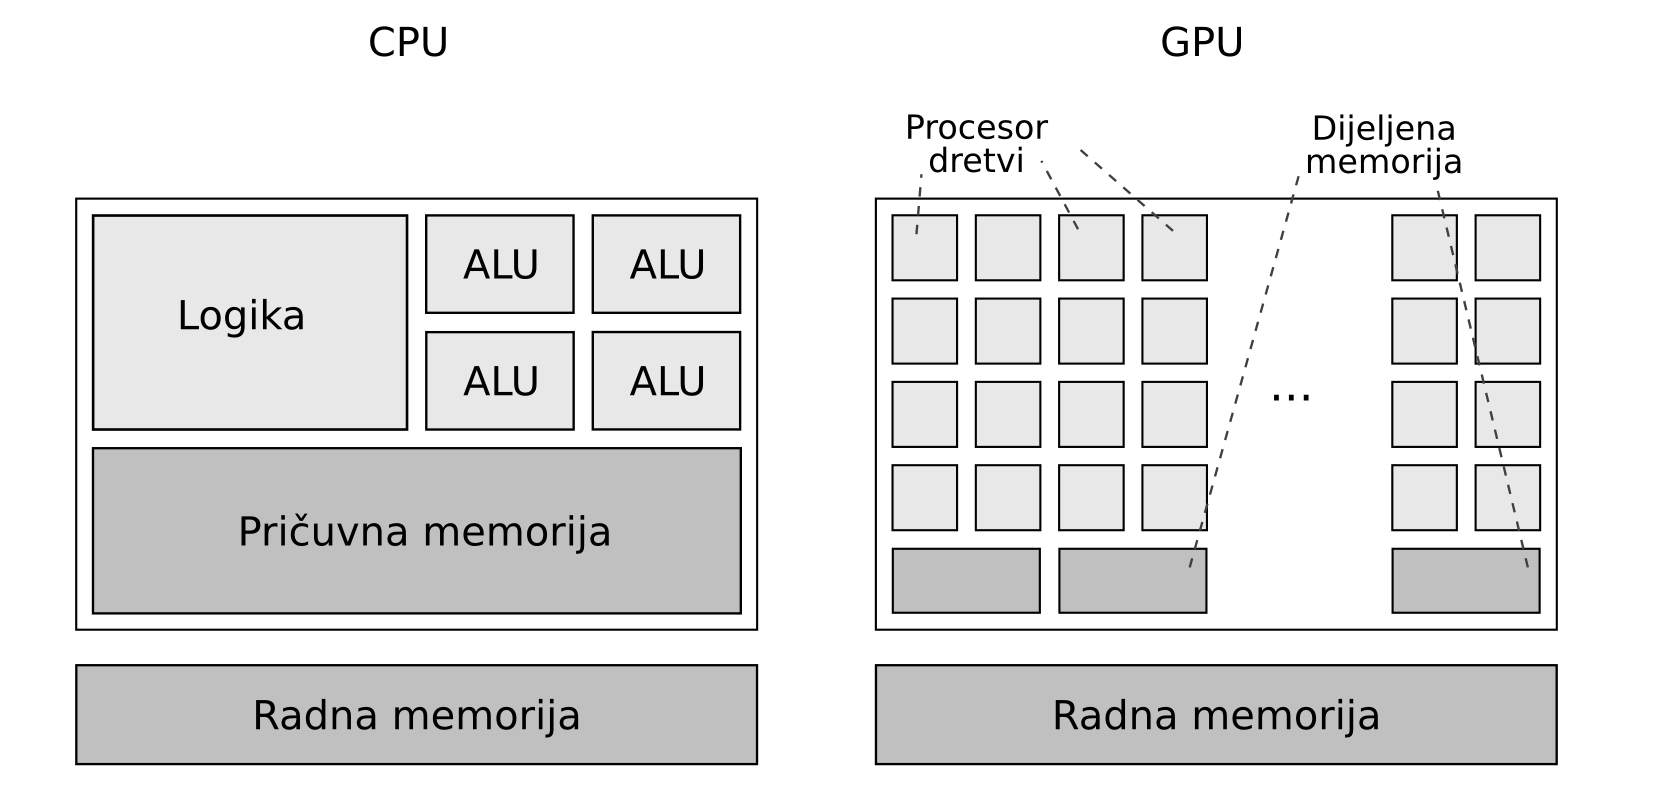 CPU
GPU
Procesor
dretvi
Dijeljena
memorija
Logika
ALU
ALU
ALU
ALU
...
Pričuvna memorija
Radna memorija
Radna memorija